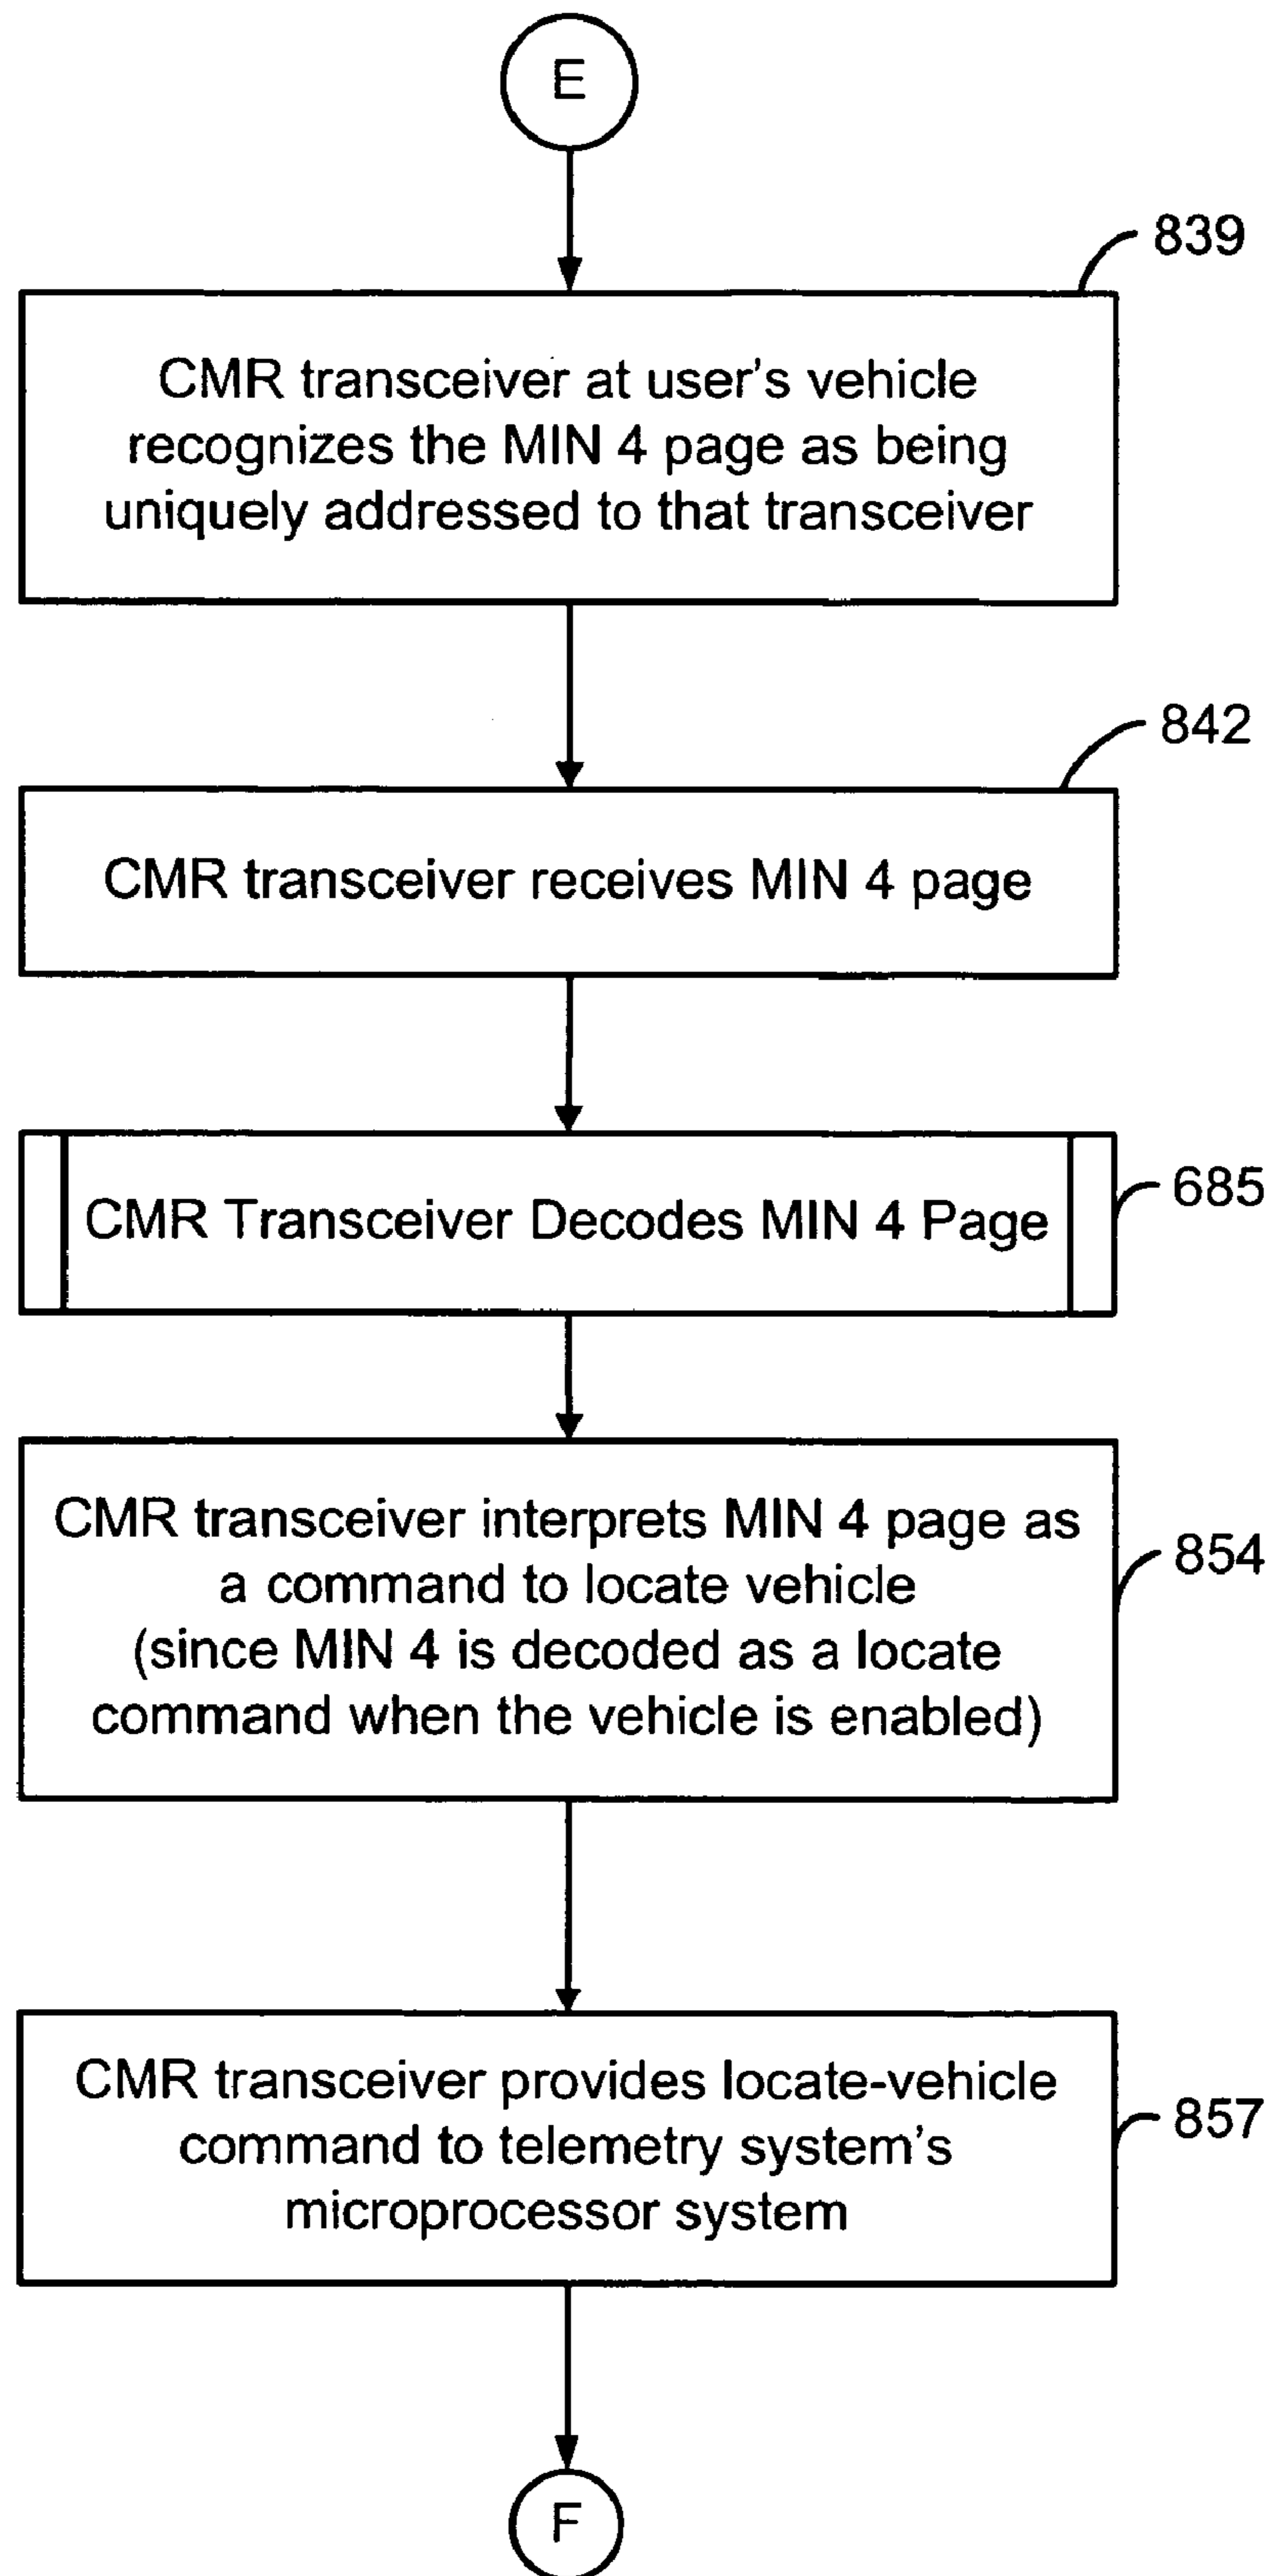 E
839
CMR transceiver at user's vehicle
recognizes the MIN 4 page as being
uniquely addressed to that transceiver
842
CMR transceiver receives MIN 4 page
685
CMR Transceiver Decodes MIN 4 Page
CMR transceiver interprets MIN 4 page as
a command to locate vehicle
(since MIN 4 is decoded as a locate
command when the vehicle is enabled)
854
CMR transceiver provides locate-vehicle
command to telemetry system's
microprocessor system
857
F